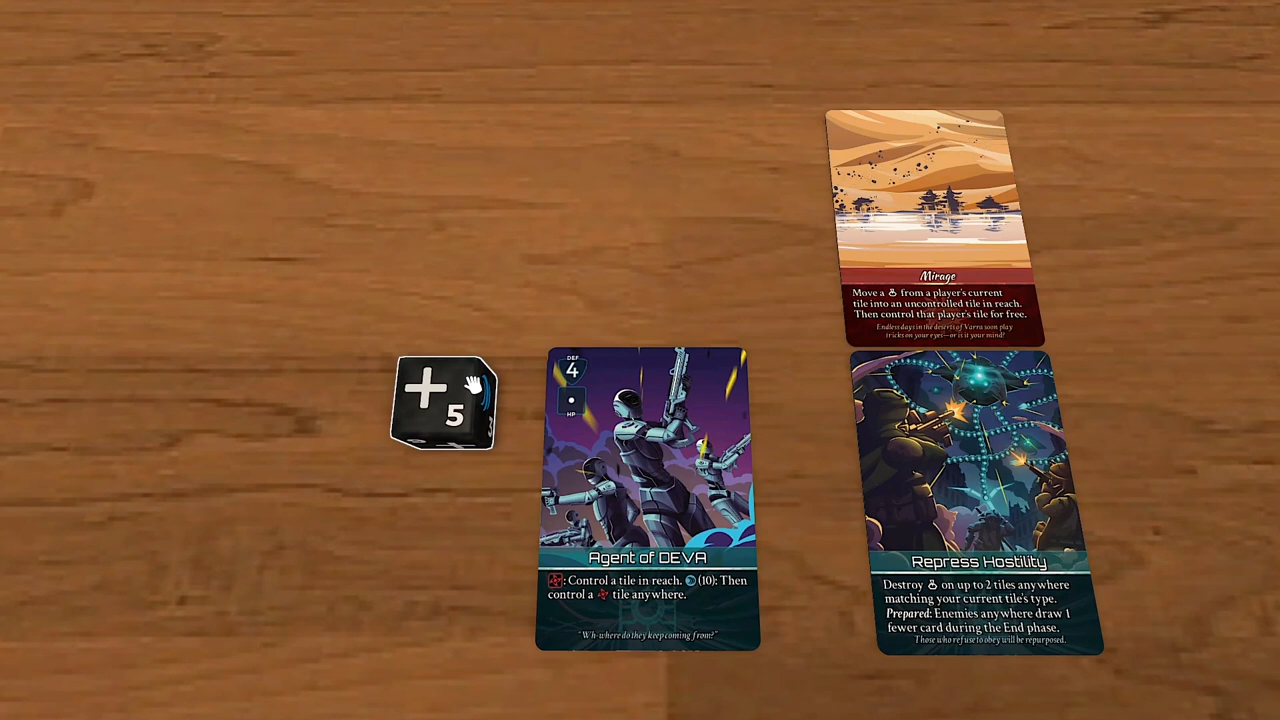 Mirage
Move a from a player's current
tile into an uncontrolled tile in reach.
Then control that player's tile for free.
Endless days in the deserts of Varra soon play
tricks on your eyes—or is it your mind?
+
5
DEF
4
HP
Agent of DEVA
: Control a tile in reach. (10): Then
control a tile anywhere.
"Wh-where do they keep coming from?"
Repress Hostility
Destroy on up to 2 tiles anywhere
matching your current tile's type.
Prepared: Enemies anywhere draw 1
fewer card during the End phase.
Those who refuse to obey will be repurposed.